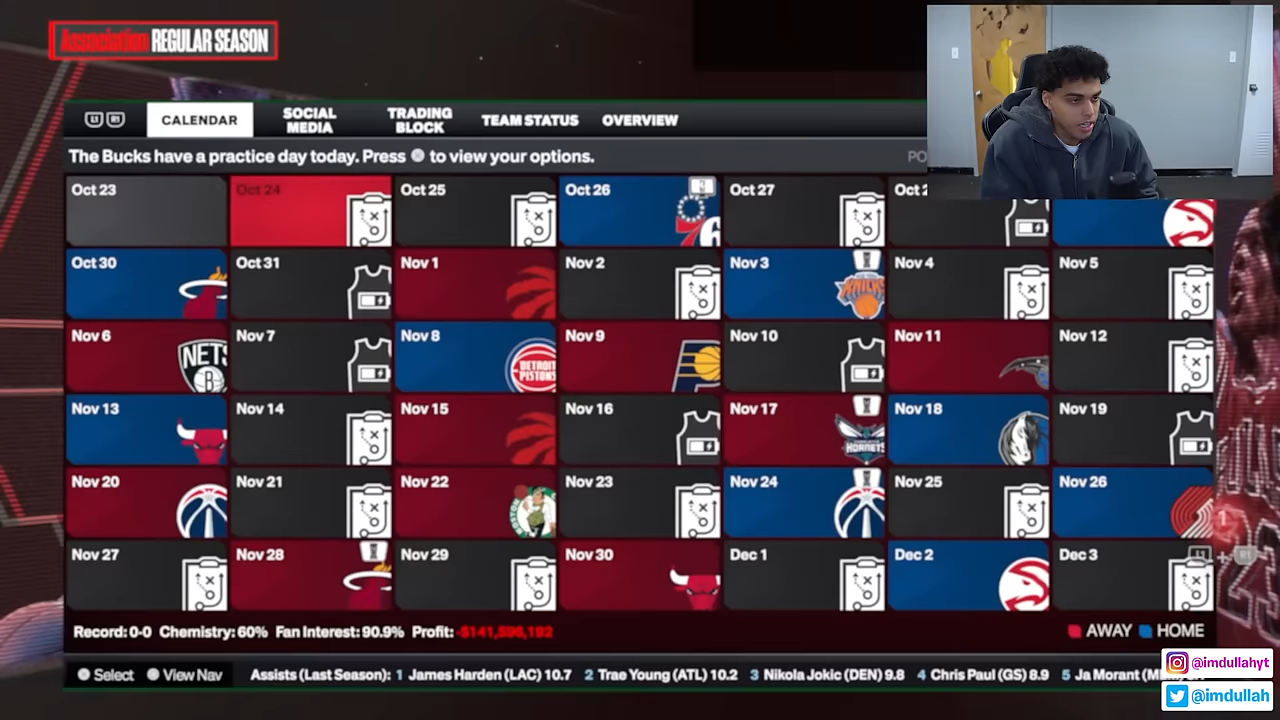 Association REGULAR SEASON
CALENDAR
SOCIAL MEDIA
TRADING BLOCK
TEAM STATUS
OVERVIEW
The Bucks have a practice day today. Press to view your options.
PO
Oct 23
Oct 24
Oct 25
Oct 26
Oct 27
Oct 2
Oct 30
Oct 31
Nov 1
Nov 2
Nov 3
KNICKS
Nov 4
Nov 5
Nov 6
NETS
B
Nov 7
Nov 8
DETROIT PISTONS
Nov 9
Nov 10
Nov 11
Nov 12
Nov 13
Nov 14
Nov 15
Nov 16
Nov 17
HORNETS
Nov 18
Nov 19
Nov 20
Nov 21
Nov 22
Nov 23
Nov 24
Nov 25
Nov 26
Nov 27
Nov 28
Nov 29
Nov 30
Dec 1
Dec 2
Dec 3
Record: 0-0 Chemistry: 60% Fan Interest: 90.9% Profit: -$141,596,192
AWAY HOME
Select View Nav
Assists (Last Season): 1 James Harden (LAC) 10.7 2 Trae Young (ATL) 10.2 3 Nikola Jokic (DEN) 9.8 4 Chris Paul (GS) 8.9 5 Ja Morant
@imdullahyt
@imdullah